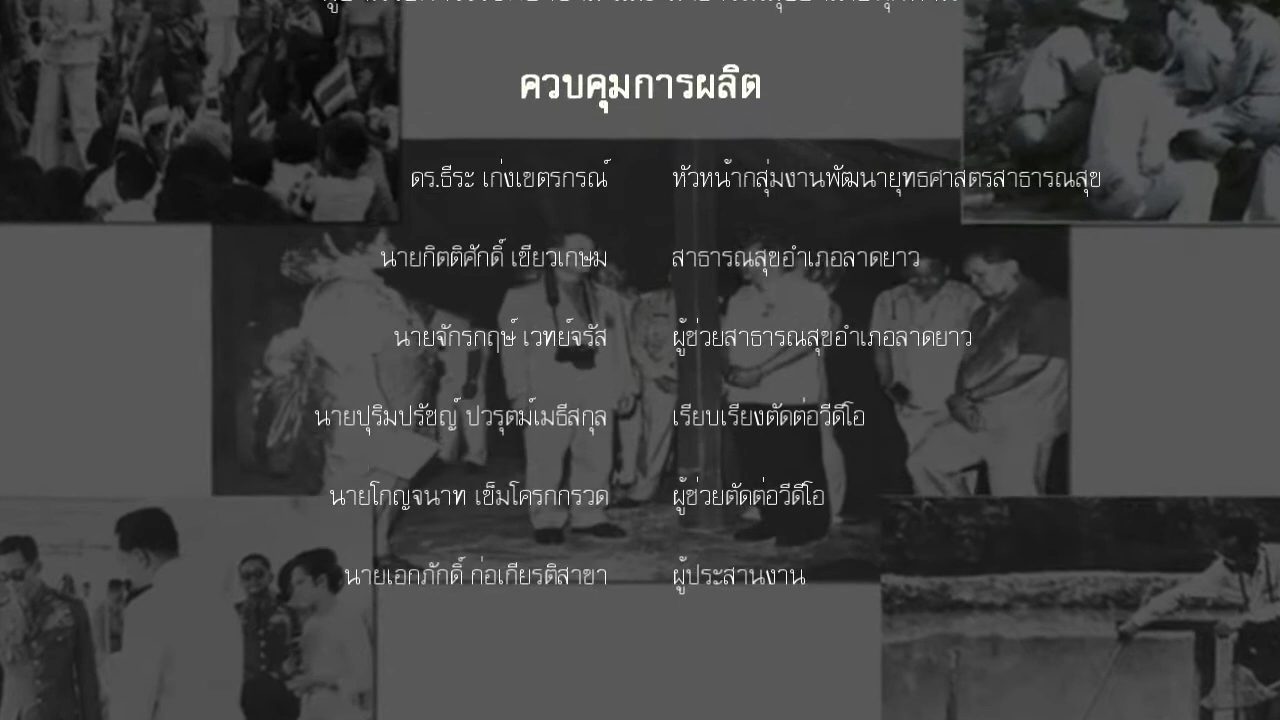 ควบคุมการผลิต
ดร.ธีระ เก่งเขตรกรณ์ หัวหน้ากลุ่มงานพัฒนายุทธศาสตรสาธารณสุข
นายกิตติศักดิ์ เขียวเกษม สาธารณสุขอำเภอลาดยาว
นายจักรกฤษ์ เวทย์จรัส ผู้ช่วยสาธารณสุขอำเภอลาดยาว
นายปุริมปรัชญ์ ปวรุตม์เมธีสกุล เรียบเรียงตัดต่อวีดีโอ
นายโกญจนาท เข็มโครกกรวด ผู้ช่วยตัดต่อวีดีโอ
นายเอกภักดิ์ ก่อเกียรติสาขา ผู้ประสานงาน